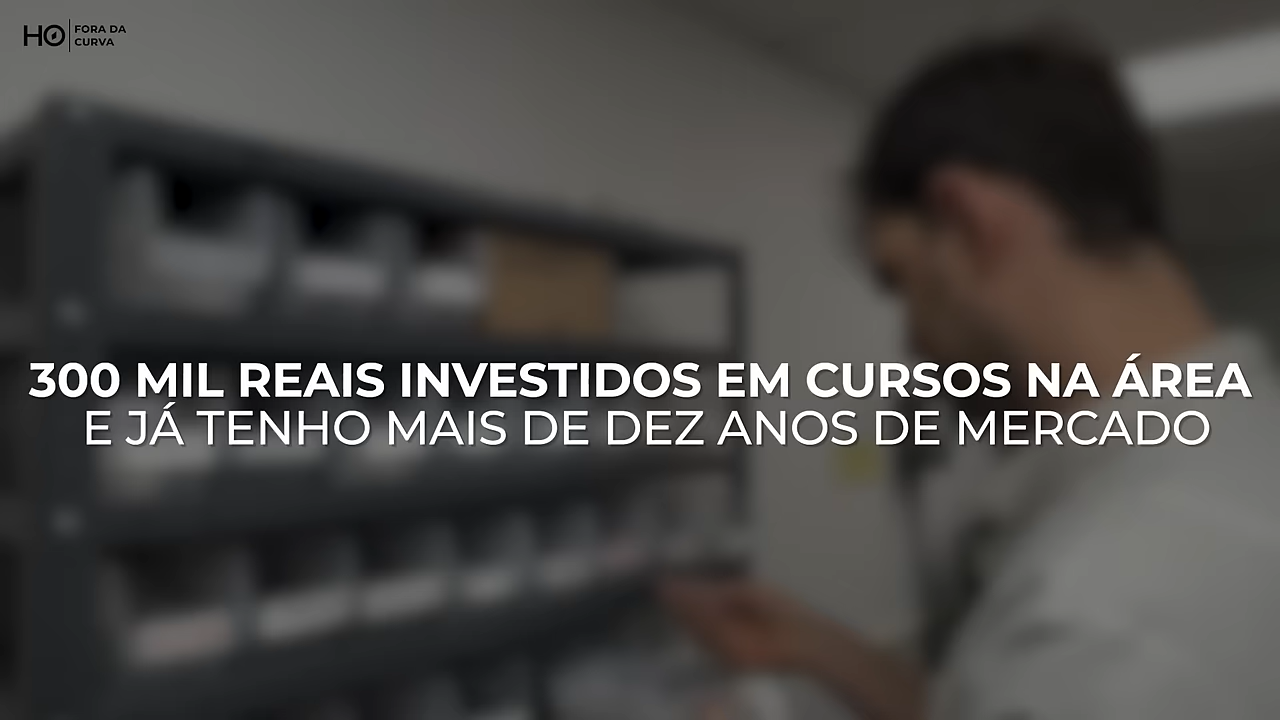 HO
FORA DA
CURVA
300 MIL REAIS INVESTIDOS EM CURSOS NA ÁREA
E JÁ TENHO MAIS DE DEZ ANOS DE MERCADO